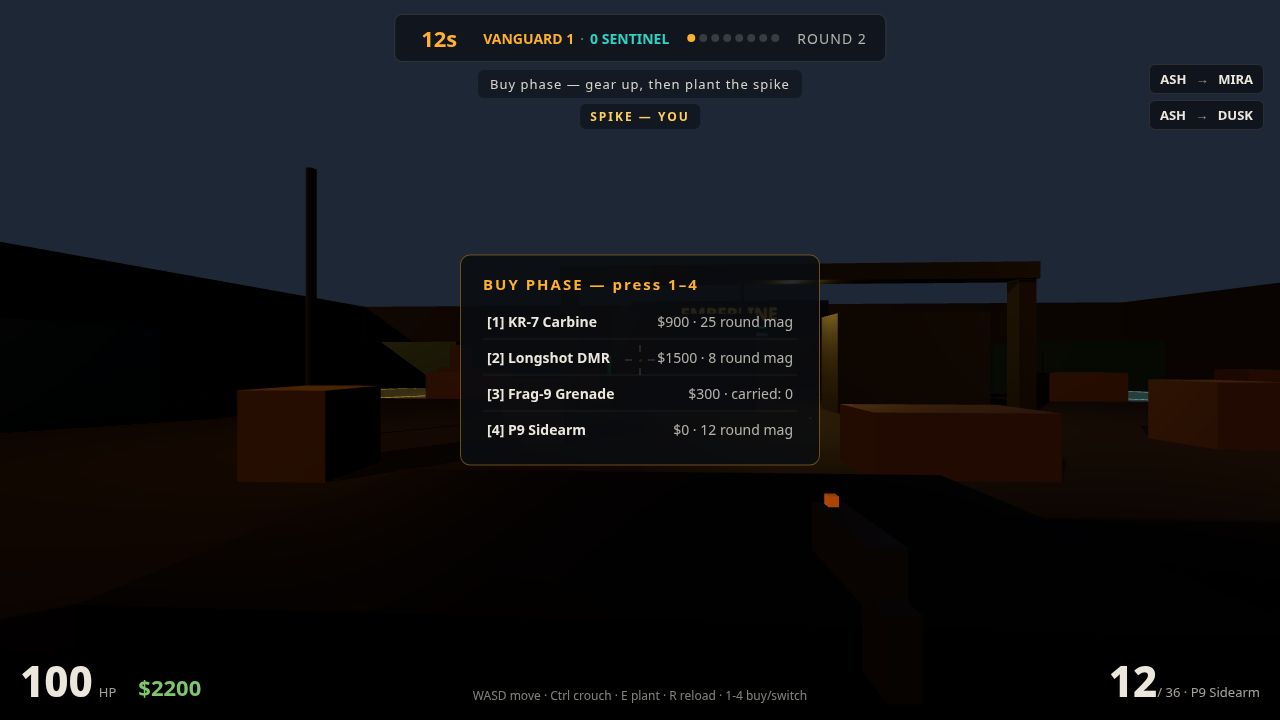 12s VANGUARD 1 · 0 SENTINEL ROUND 2
Buy phase — gear up, then plant the spike
SPIKE — YOU
ASH → MIRA
ASH → DUSK
BUY PHASE — press 1–4
[1] KR-7 Carbine $900 · 25 round mag
[2] Longshot DMR $1500 · 8 round mag
[3] Frag-9 Grenade $300 · carried: 0
[4] P9 Sidearm $0 · 12 round mag
100 HP $2200
WASD move · Ctrl crouch · E plant · R reload · 1-4 buy/switch
12 / 36 · P9 Sidearm